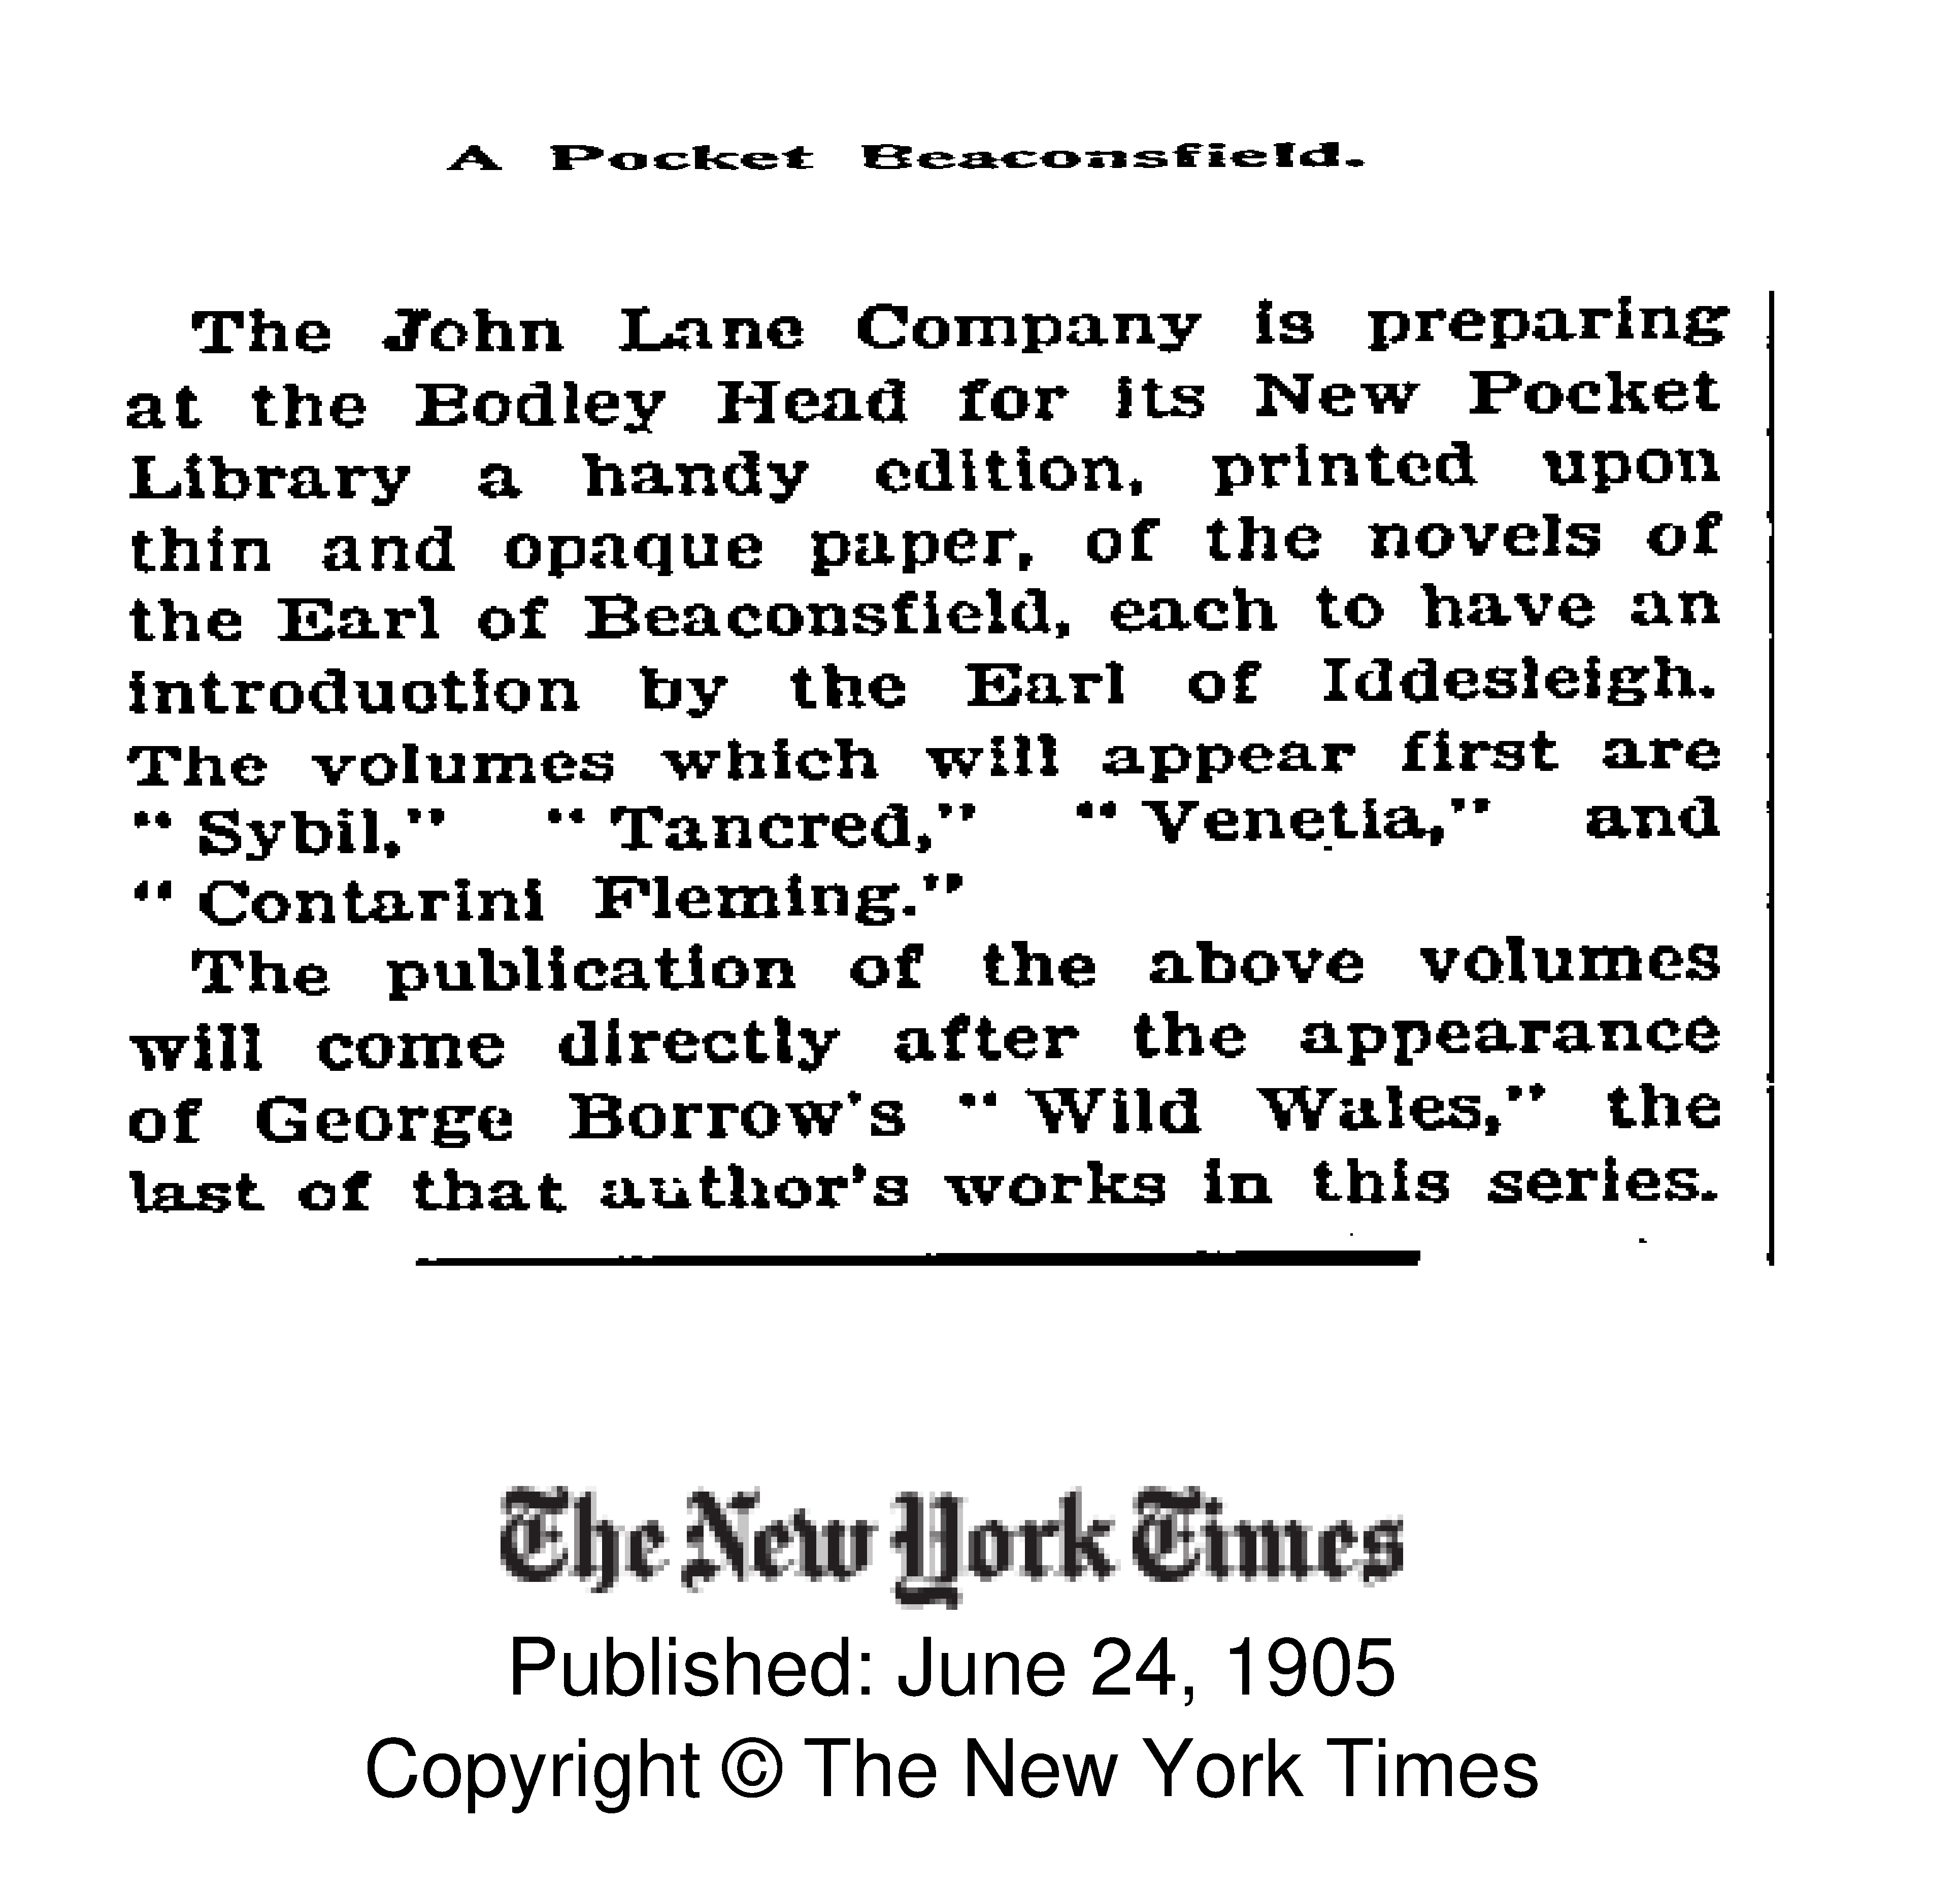 A Pocket Beaconsfield.
The John Lane Company is preparing
at the Bodley Head for its New Pocket
Library a handy edition, printed upon
thin and opaque paper, of the novels of
the Earl of Beaconsfield, each to have an
introduction by the Earl of Iddesleigh.
The volumes which will appear first are
" Sybil," " Tancred," " Venetia," and
" Contarini Fleming."
The publication of the above volumes
will come directly after the appearance
of George Borrow's " Wild Wales," the
last of that author's works in this series.
The New York Times
Published: June 24, 1905
Copyright © The New York Times